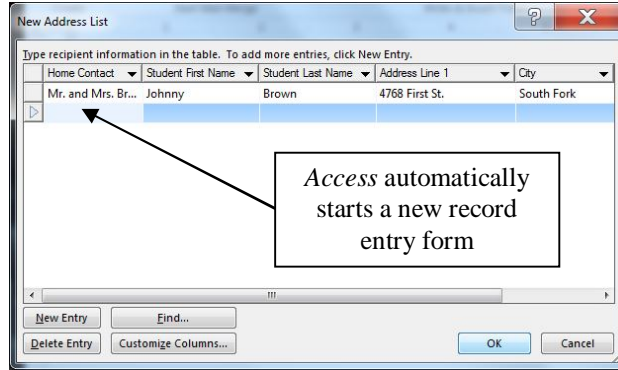 New Address List
Type recipient information in the table. To add more entries, click New Entry.
Home Contact Student First Name Student Last Name Address Line 1 City
Mr. and Mrs. Br... Johnny Brown 4768 First St. South Fork
Access automatically
starts a new record
entry form
New Entry Find...
Delete Entry Customize Columns... OK Cancel